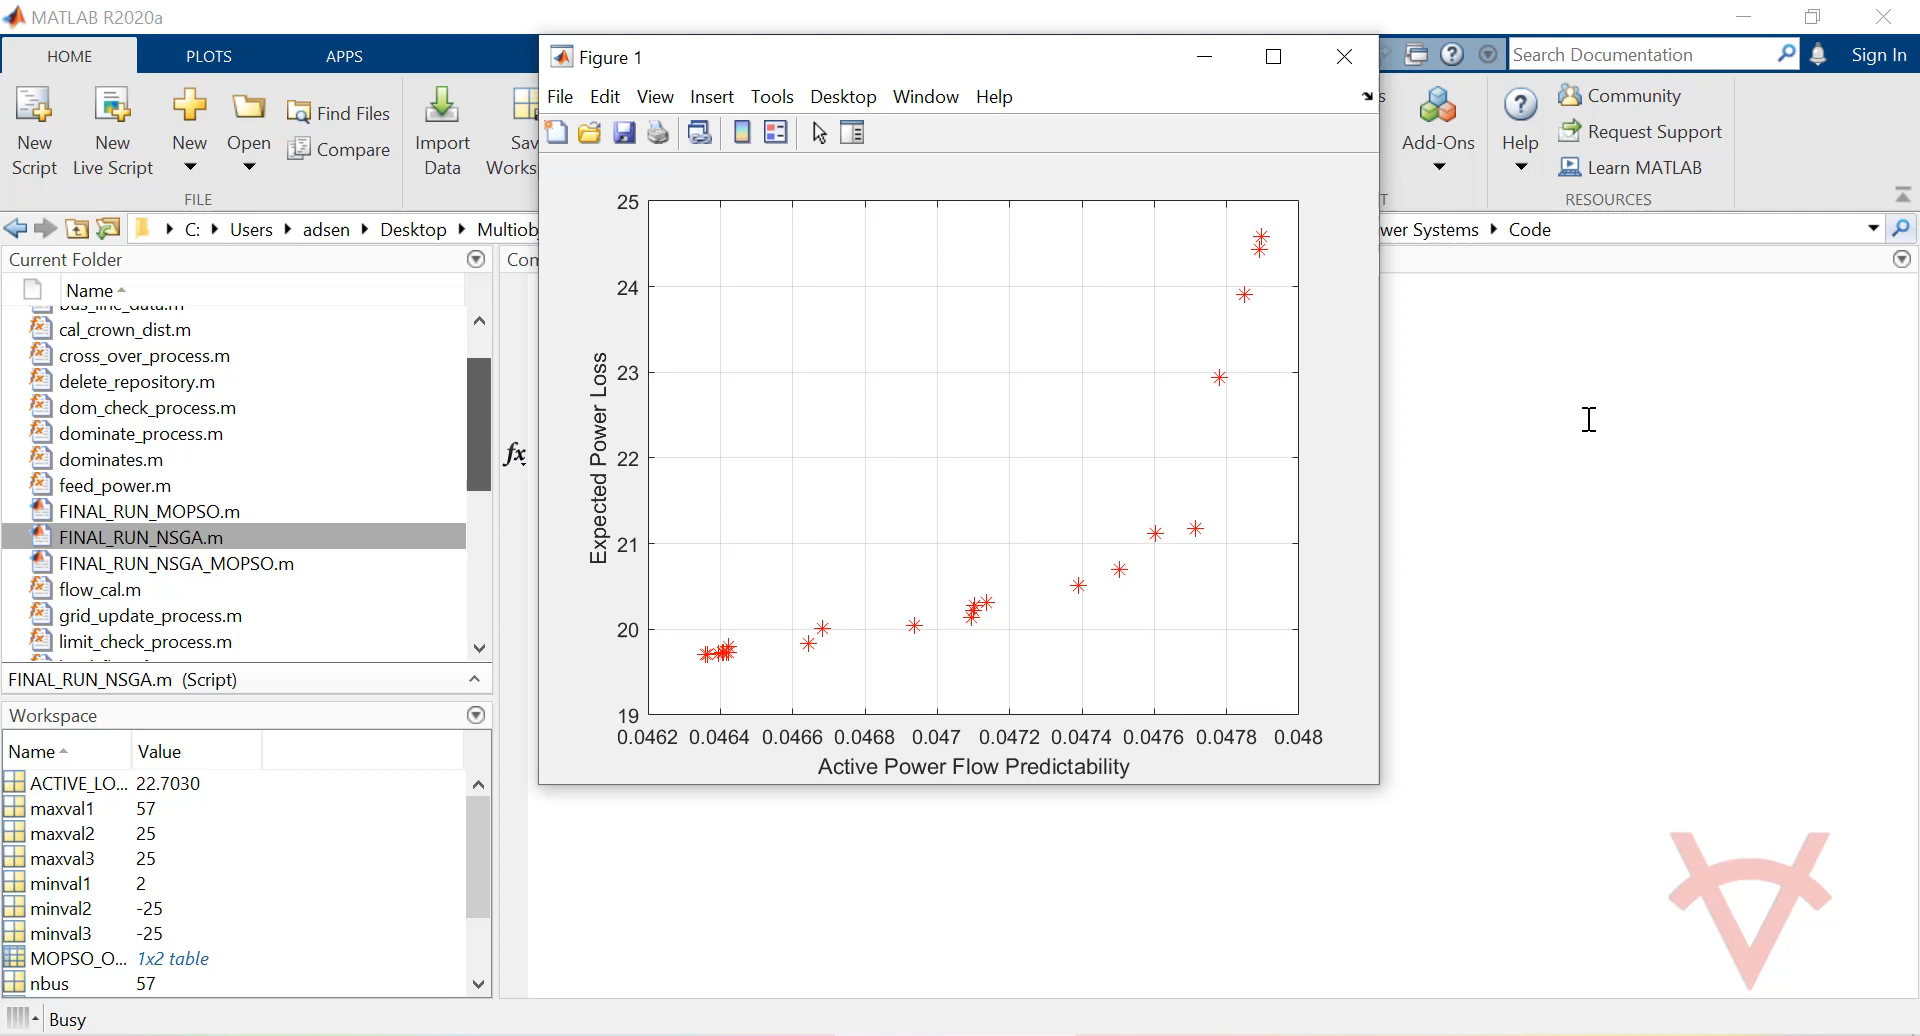 MATLAB R2020a
HOME
PLOTS
APPS
Search Documentation
Sign In
New Script
New Live Script
New
Open
Find Files
Compare
Import Data
FILE
Add-Ons
Help
Community
Request Support
Learn MATLAB
RESOURCES
C: Users adsen Desktop
wer Systems Code
Current Folder
Name
cal_crown_dist.m
cross_over_process.m
delete_repository.m
dom_check_process.m
dominate_process.m
dominates.m
feed_power.m
FINAL_RUN_MOPSO.m
FINAL_RUN_NSGA.m
FINAL_RUN_NSGA_MOPSO.m
flow_cal.m
grid_update_process.m
limit_check_process.m
FINAL_RUN_NSGA.m (Script)
Workspace
Name Value
ACTIVE_LO... 22.7030
maxval1 57
maxval2 25
maxval3 25
minval1 2
minval2 -25
minval3 -25
MOPSO_O... 1x2 table
nbus 57
Busy
fx
Figure 1
File Edit View Insert Tools Desktop Window Help
25
24
23
22
21
20
19
Expected Power Loss
0.0462 0.0464 0.0466 0.0468 0.047 0.0472 0.0474 0.0476 0.0478 0.048
Active Power Flow Predictability